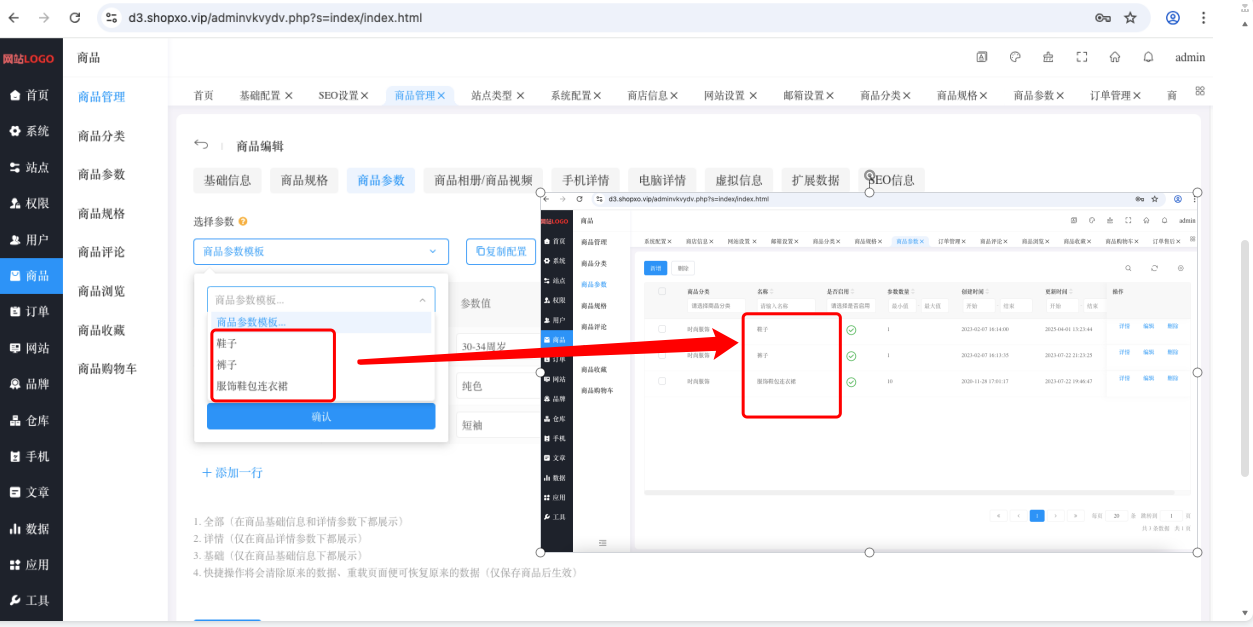 d3.shopxo.vip/adminvkvydv.php?s=index/index.html
网站LOGO
商品
admin
首页
系统
站点
权限
用户
商品
订单
网站
品牌
仓库
手机
文章
数据
应用
工具
商品管理
商品分类
商品参数
商品规格
商品评论
商品浏览
商品收藏
商品购物车
首页 基础配置 × SEO设置 × 商品管理 × 站点类型 × 系统配置 × 商店信息 × 网站设置 × 邮箱设置 × 商品分类 × 商品规格 × 商品参数 × 订单管理 × 商
商品编辑
基础信息 商品规格 商品参数 商品相册/商品视频 手机详情 电脑详情 虚拟信息 扩展数据 SEO信息
选择参数
商品参数模板
复制配置
商品参数模板...
商品参数模板...
鞋子
裤子
服饰鞋包连衣裙
确认
参数值
30-34周岁
纯色
短袖
+ 添加一行
1. 全部（在商品基础信息和详情参数下都展示）
2. 详情（仅在商品详情参数下都展示）
3. 基础（仅在商品基础信息下都展示）
4. 快捷操作将会清除原来的数据、重载页面便可恢复原来的数据（仅保存商品后生效）
d3.shopxo.vip/adminvkvydv.php?s=index/index.html
网站LOGO
商品
admin
首页
系统
站点
权限
用户
商品
订单
网站
品牌
仓库
手机
文章
数据
应用
工具
商品管理
商品分类
商品参数
商品规格
商品评论
商品收藏
商品购物车
系统配置 × 商店信息 × 网站设置 × 邮箱设置 × 商品分类 × 商品规格 × 商品参数 × 订单管理 × 商品评论 × 商品浏览 × 商品收藏 × 商品购物车 × 订单售后 ×
新增 删除
商品分类 名称 是否启用 参数数量 创建时间 更新时间 操作
请选择商品分类 请输入名称 请选择是否启用 最小值 最大值 开始 结束 开始 结束
时尚服饰 鞋子 1 2023-02-07 16:14:00 2025-04-01 13:23:44 详情 编辑 删除
时尚服饰 裤子 1 2023-02-07 16:13:35 2023-07-22 21:23:25 详情 编辑 删除
时尚服饰 服饰鞋包连衣裙 10 2020-11-28 17:01:17 2023-07-22 19:46:47 详情 编辑 删除
« ‹ 1 › » 每页 20 条 跳转到 1 页
共 3 条数据 共 1 页